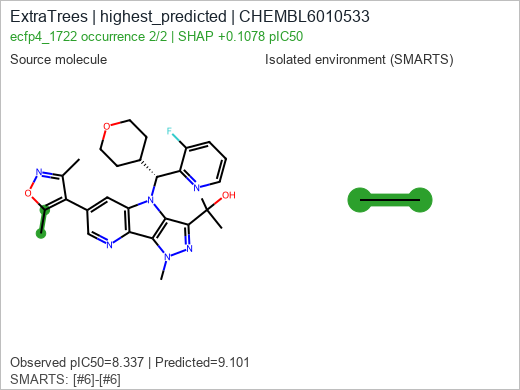 ExtraTrees | highest_predicted | CHEMBL6010533
ecfp4_1722 occurrence 2/2 | SHAP +0.1078 pIC50
Source molecule
Isolated environment (SMARTS)
O
F
N
O
N
N
OH
N
N
N
Observed pIC50=8.337 | Predicted=9.101
SMARTS: [#6]-[#6]